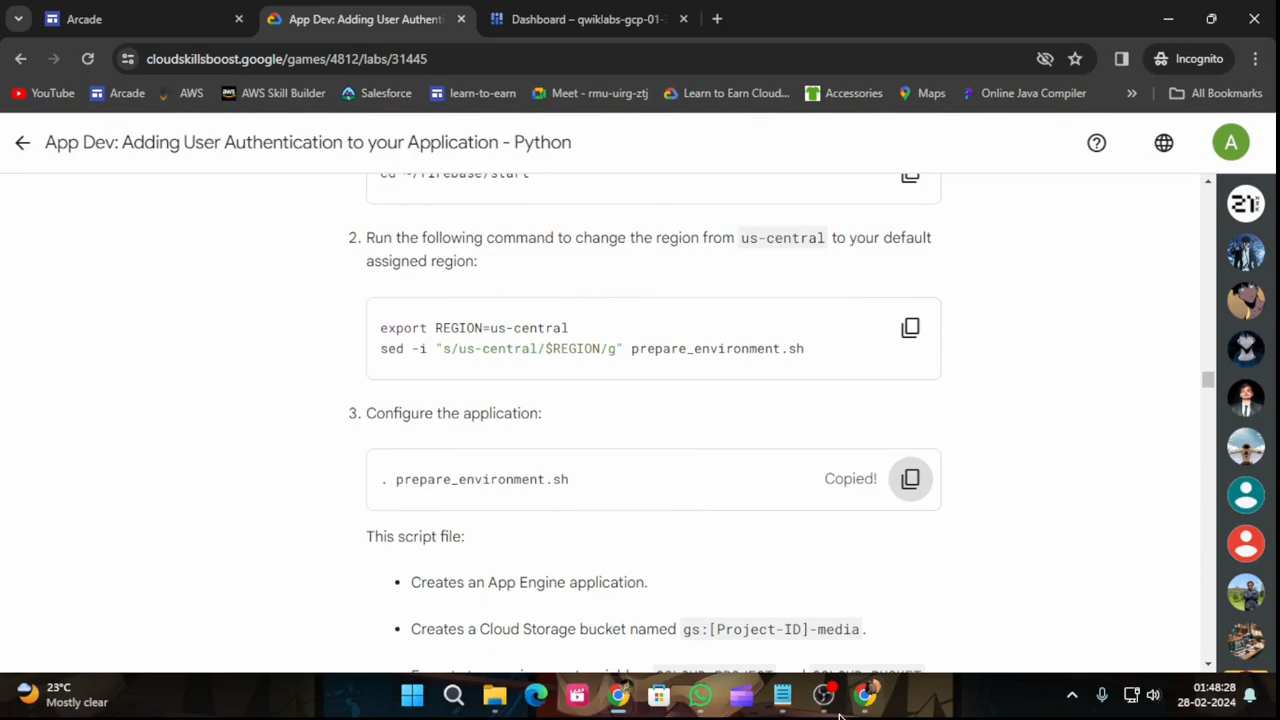 Arcade
App Dev: Adding User Authenti
Dashboard – qwiklabs-gcp-01-
cloudskillsboost.google/games/4812/labs/31445
Incognito
YouTube
Arcade
AWS
AWS Skill Builder
Salesforce
learn-to-earn
Meet - rmu-uirg-ztj
Learn to Earn Cloud...
Accessories
Maps
Online Java Compiler
»
All Bookmarks
App Dev: Adding User Authentication to your Application - Python
A
cd ~/firebase/start
2. Run the following command to change the region from us-central to your default
assigned region:
export REGION=us-central
sed -i "s/us-central/$REGION/g" prepare_environment.sh
3. Configure the application:
. prepare_environment.sh
Copied!
This script file:
• Creates an App Engine application.
• Creates a Cloud Storage bucket named gs:[Project-ID]-media.
23°C
Mostly clear
01:48:28
28-02-2024